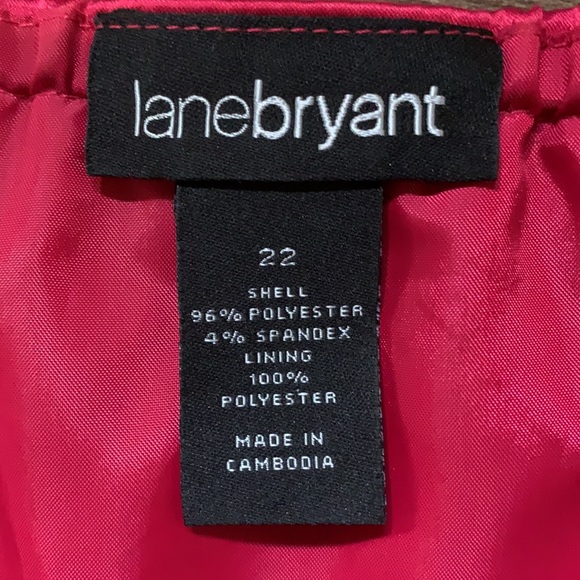 lanebryant
22
SHELL
96% POLYESTER
4% SPANDEX
LINING
100%
POLYESTER
MADE IN
CAMBODIA